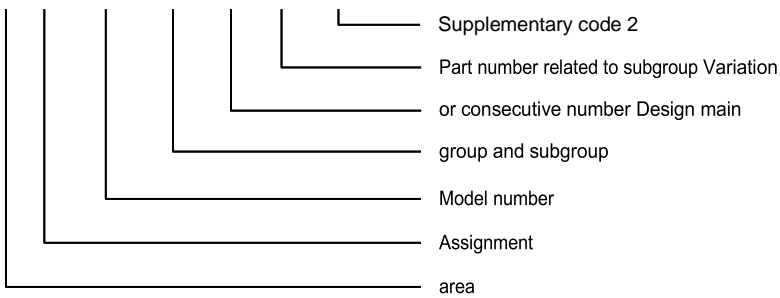 Supplementary code 2
Part number related to subgroup Variation
or consecutive number Design main
group and subgroup
Model number
Assignment
area